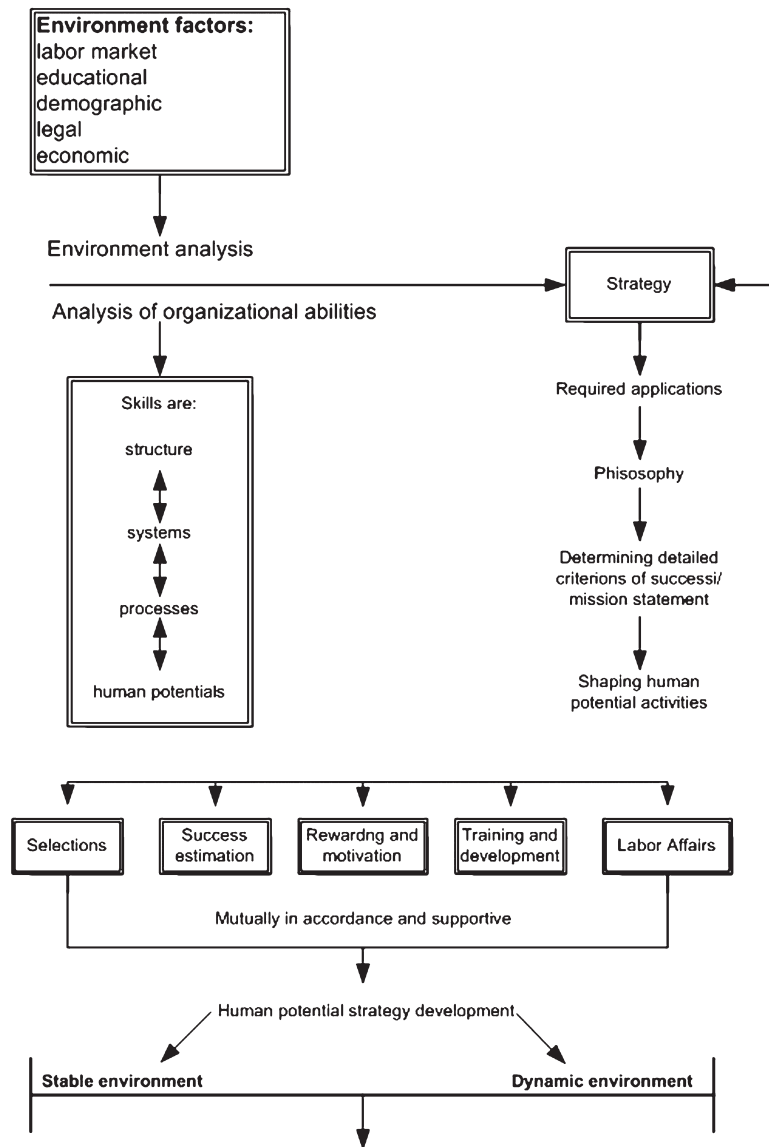 Environment factors:
labor market
educational
demographic
legal
economic
Environment analysis
Strategy
Analysis of organizational abilities
Skills are:
structure
systems
processes
human potentials
Required applications
Phisosophy
Determining detailed
criterions of successi/
mission statement
Shaping human
potential activities
Selections
Success
estimation
Rewardng and
motivation
Training and
development
Labor Affairs
Mutually in accordance and supportive
Human potential strategy development
Stable environment
Dynamic environment